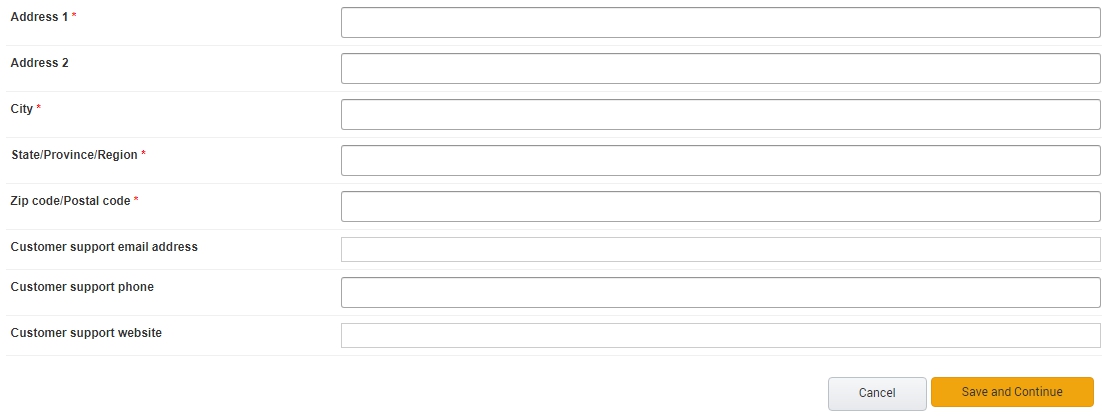 Address 1 *
Address 2
City *
State/Province/Region *
Zip code/Postal code *
Customer support email address
Customer support phone
Customer support website
Cancel Save and Continue